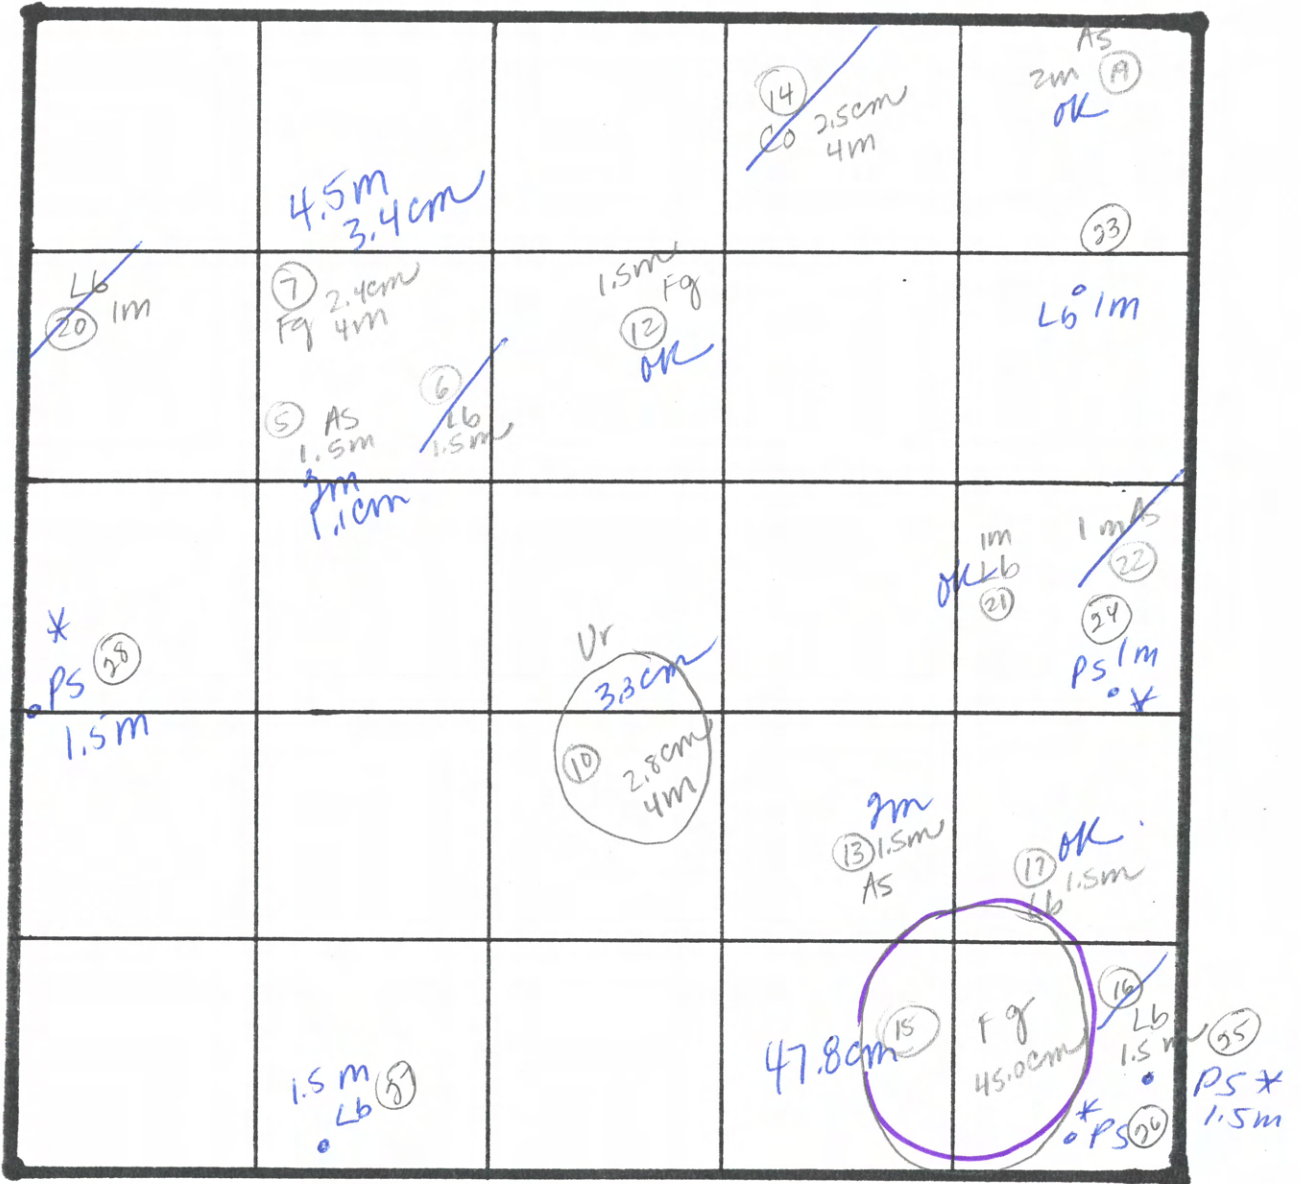 As
2m 19
OK
14
Co 2.5cm
4m
4.5m
3.4cm
23
Lb
20 1m
7 2.4cm
Fg 4m
1.5m
Fg
12
OK
Lb 1m
5 As
1.5m
2m
1.1cm
6
Lb
1.5m
1m
OK Lb
21
1m As
22
24
PS 1m
*
*
PS 28
1.5m
Ur
3.3cm
10 2.8cm
4m
2m
13 1.5m
As
17 OK
Lb 1.5m
15 Fg
47.8cm 45.0cm
16
Lb
1.5m
25
PS *
1.5m
*
PS 26
1.5m
Lb